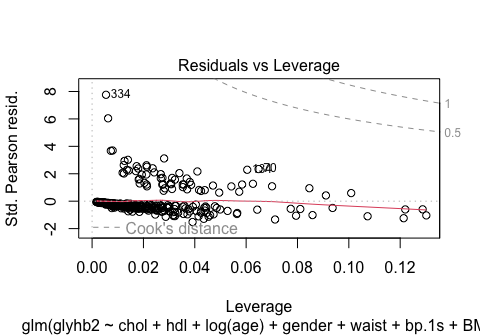 Residuals vs Leverage
Std. Pearson resid.
8
6
4
2
0
-2
334
1
0.5
Cook's distance
0.00 0.02 0.04 0.06 0.08 0.10 0.12
Leverage
glm(glyhb2 ~ chol + hdl + log(age) + gender + waist + bp.1s + BM